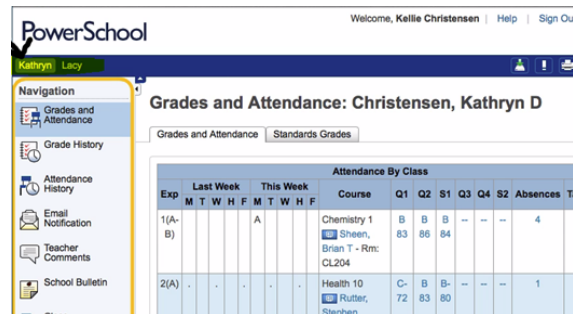 PowerSchool
Welcome, Kellie Christensen | Help | Sign Ou
Kathryn Lacy
Navigation
Grades and
Attendance
Grade History
Attendance
History
Email
Notification
Teacher
Comments
School Bulletin
Grades and Attendance: Christensen, Kathryn D
Grades and Attendance Standards Grades
Attendance By Class
Exp Last Week This Week Course Q1 Q2 S1 Q3 Q4 S2 Absences T
M T W H F M T W H F
1(A-B) A Chemistry 1 B 83 B 86 B 84 -- -- -- 4
Sheen,
Brian T - Rm:
CL204
2(A) . . . . . Health 10 C- 72 B 83 B- 80 -- -- -- 1
Rutter,
Stephen